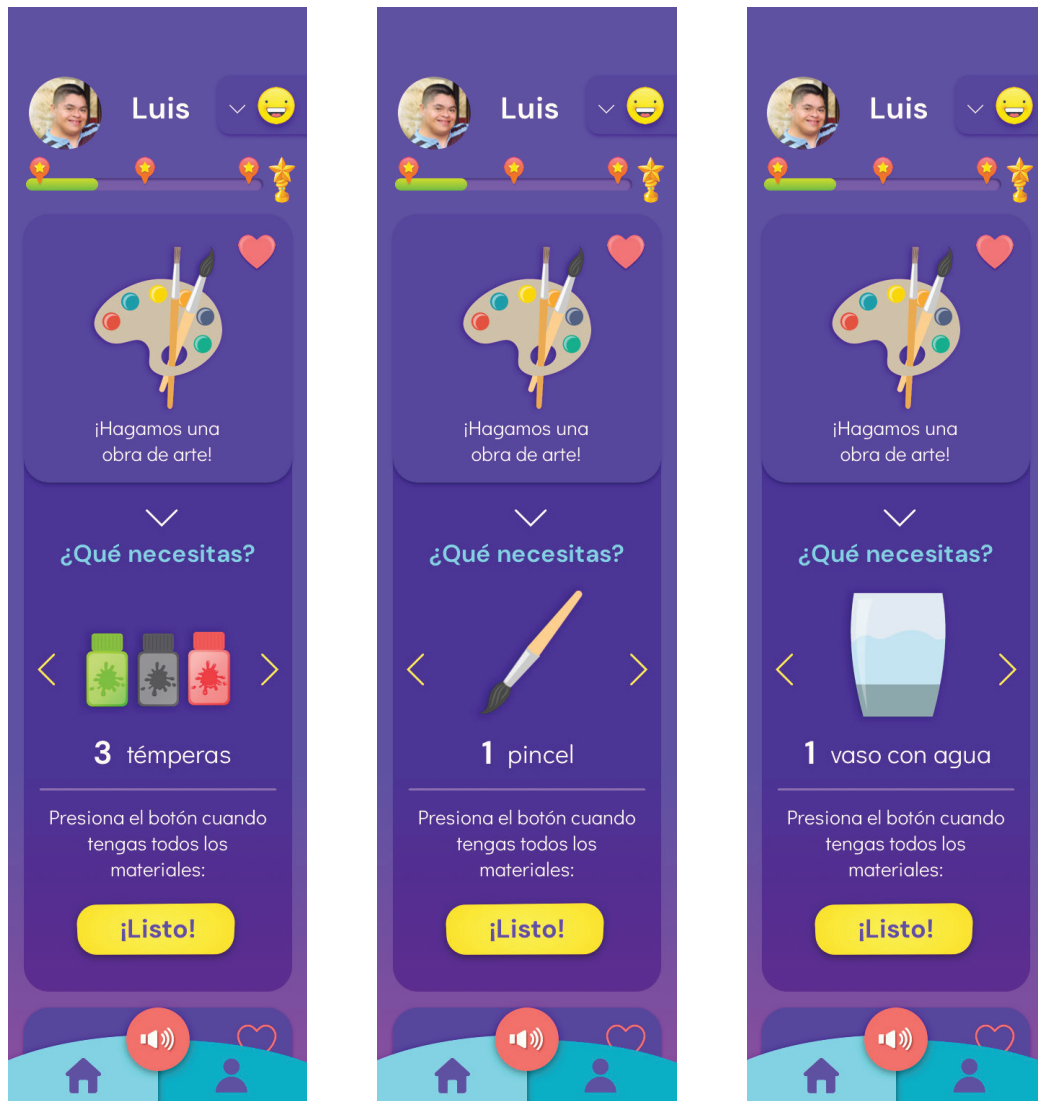 Luis
¡Hagamos una
obra de arte!
¿Qué necesitas?
3 témperas
Presiona el botón cuando
tengas todos los
materiales:
¡Listo!
Luis
¡Hagamos una
obra de arte!
¿Qué necesitas?
1 pincel
Presiona el botón cuando
tengas todos los
materiales:
¡Listo!
Luis
¡Hagamos una
obra de arte!
¿Qué necesitas?
1 vaso con agua
Presiona el botón cuando
tengas todos los
materiales:
¡Listo!